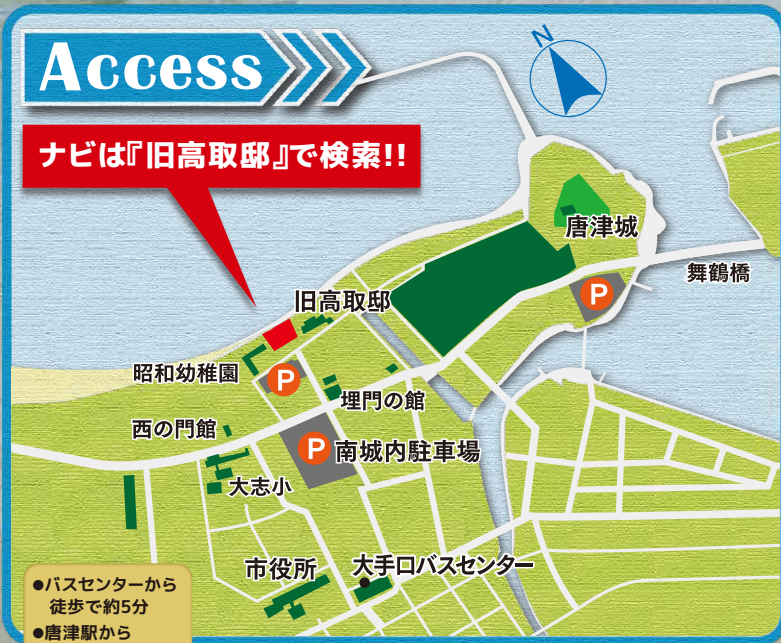 Access
N
ナビは『旧高取邸』で検索!!
唐津城
舞鶴橋
P
旧高取邸
昭和幼稚園
P
埋門の館
西の門館
P
南城内駐車場
大志小
市役所
大手口バスセンター
●バスセンターから
徒歩で約5分
●唐津駅から